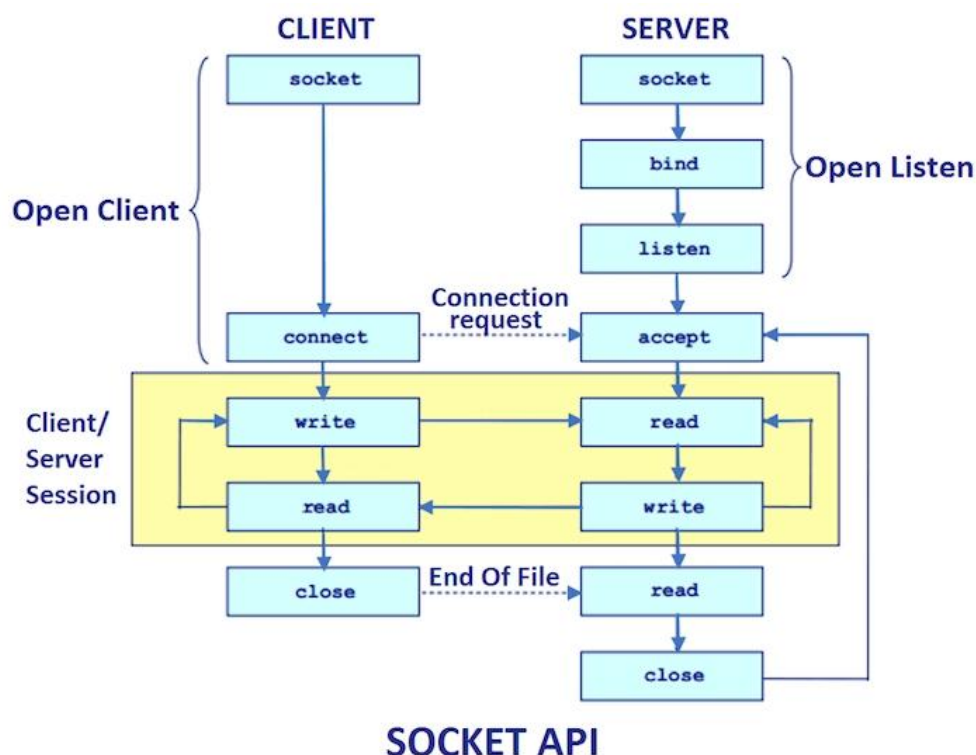 CLIENT
SERVER
socket
socket
bind
Open Client
Open Listen
listen
Connection
request
connect
accept
Client/
Server
Session
write
read
read
write
close
End Of File
read
close
SOCKET API